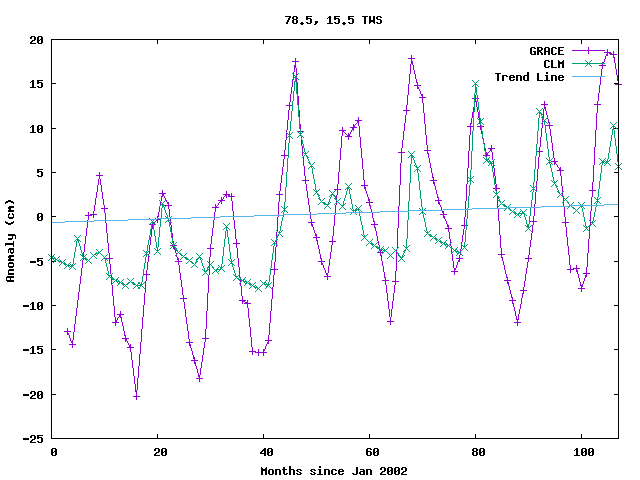 78.5, 15.5 TWS
GRACE
CLM
Trend Line
20
15
10
5
0
-5
-10
-15
-20
-25
Anomaly (cm)
0 20 40 60 80 100
Months since Jan 2002